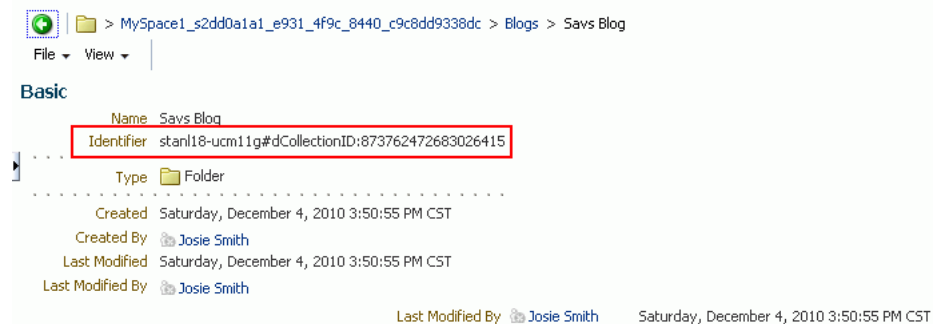 > MySpace1_s2dd0a1a1_e931_4f9c_8440_c9c8dd9338dc > Blogs > Savs Blog
File View
Basic
Name Savs Blog
Identifier stanl18-ucm11g#dCollectionID:873762472683026415
Type Folder
Created Saturday, December 4, 2010 3:50:55 PM CST
Created By Josie Smith
Last Modified Saturday, December 4, 2010 3:50:55 PM CST
Last Modified By Josie Smith
Last Modified By Josie Smith Saturday, December 4, 2010 3:50:55 PM CST